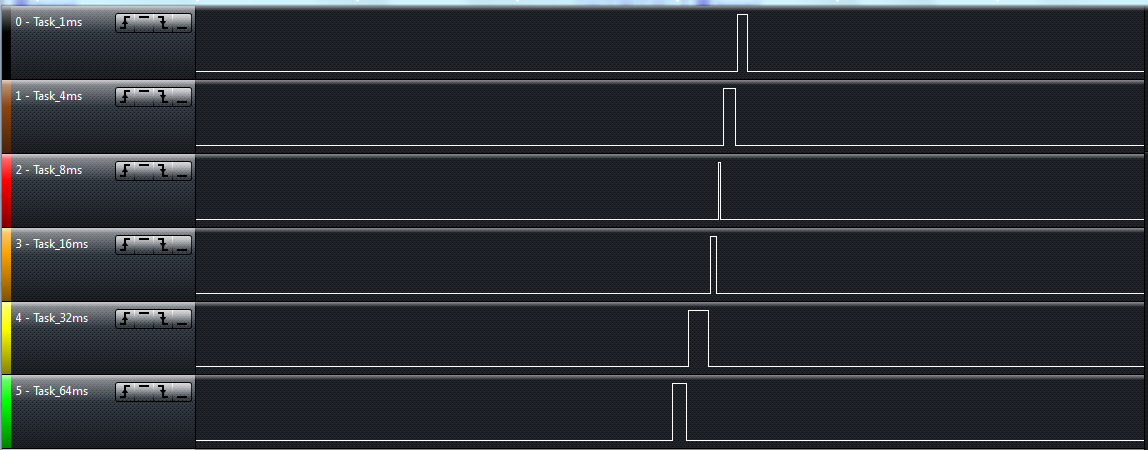 0 - Task_1ms
1 - Task_4ms
2 - Task_8ms
3 - Task_16ms
4 - Task_32ms
5 - Task_64ms